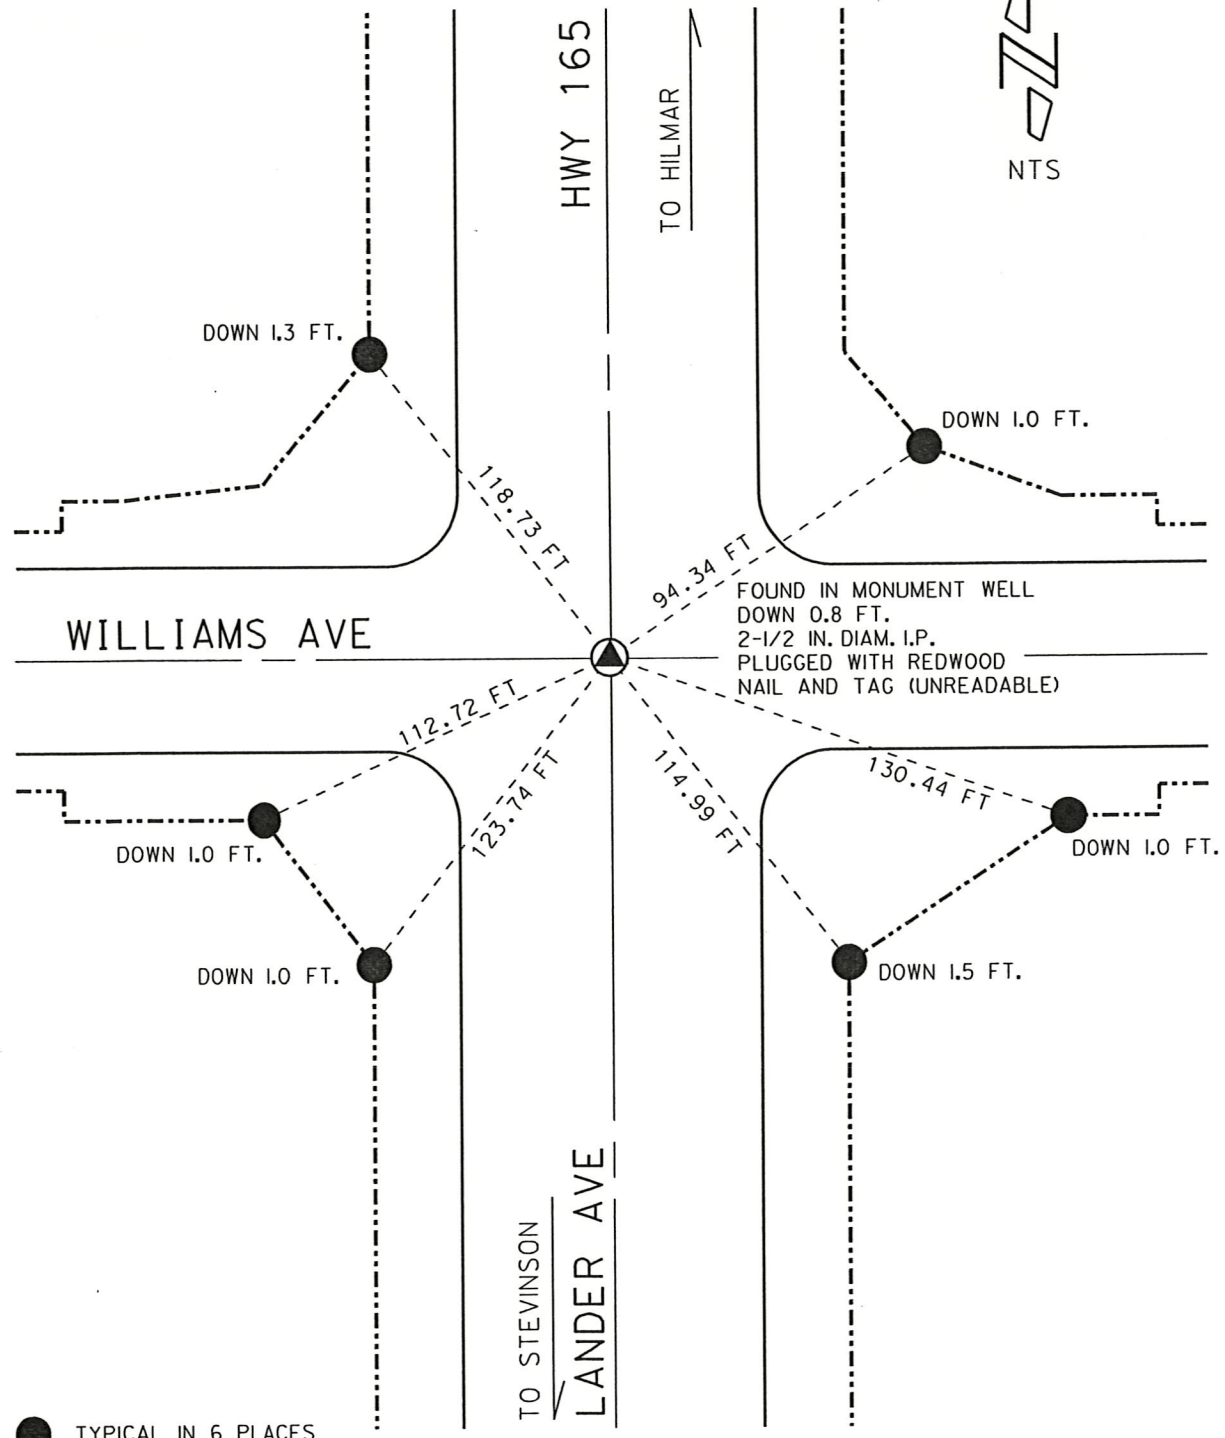 HWY 165
TO HILMAR
NTS
DOWN 1.3 FT.
DOWN 1.0 FT.
118.73 FT
94.34 FT
FOUND IN MONUMENT WELL
DOWN 0.8 FT.
2-1/2 IN. DIAM. I.P.
PLUGGED WITH REDWOOD
NAIL AND TAG (UNREADABLE)
WILLIAMS AVE
112.72 FT
123.74 FT
114.99 FT
130.44 FT
DOWN 1.0 FT.
DOWN 1.0 FT.
DOWN 1.0 FT.
DOWN 1.5 FT.
TO STEVINSON
LANDER AVE
TYPICAL IN 6 PLACES